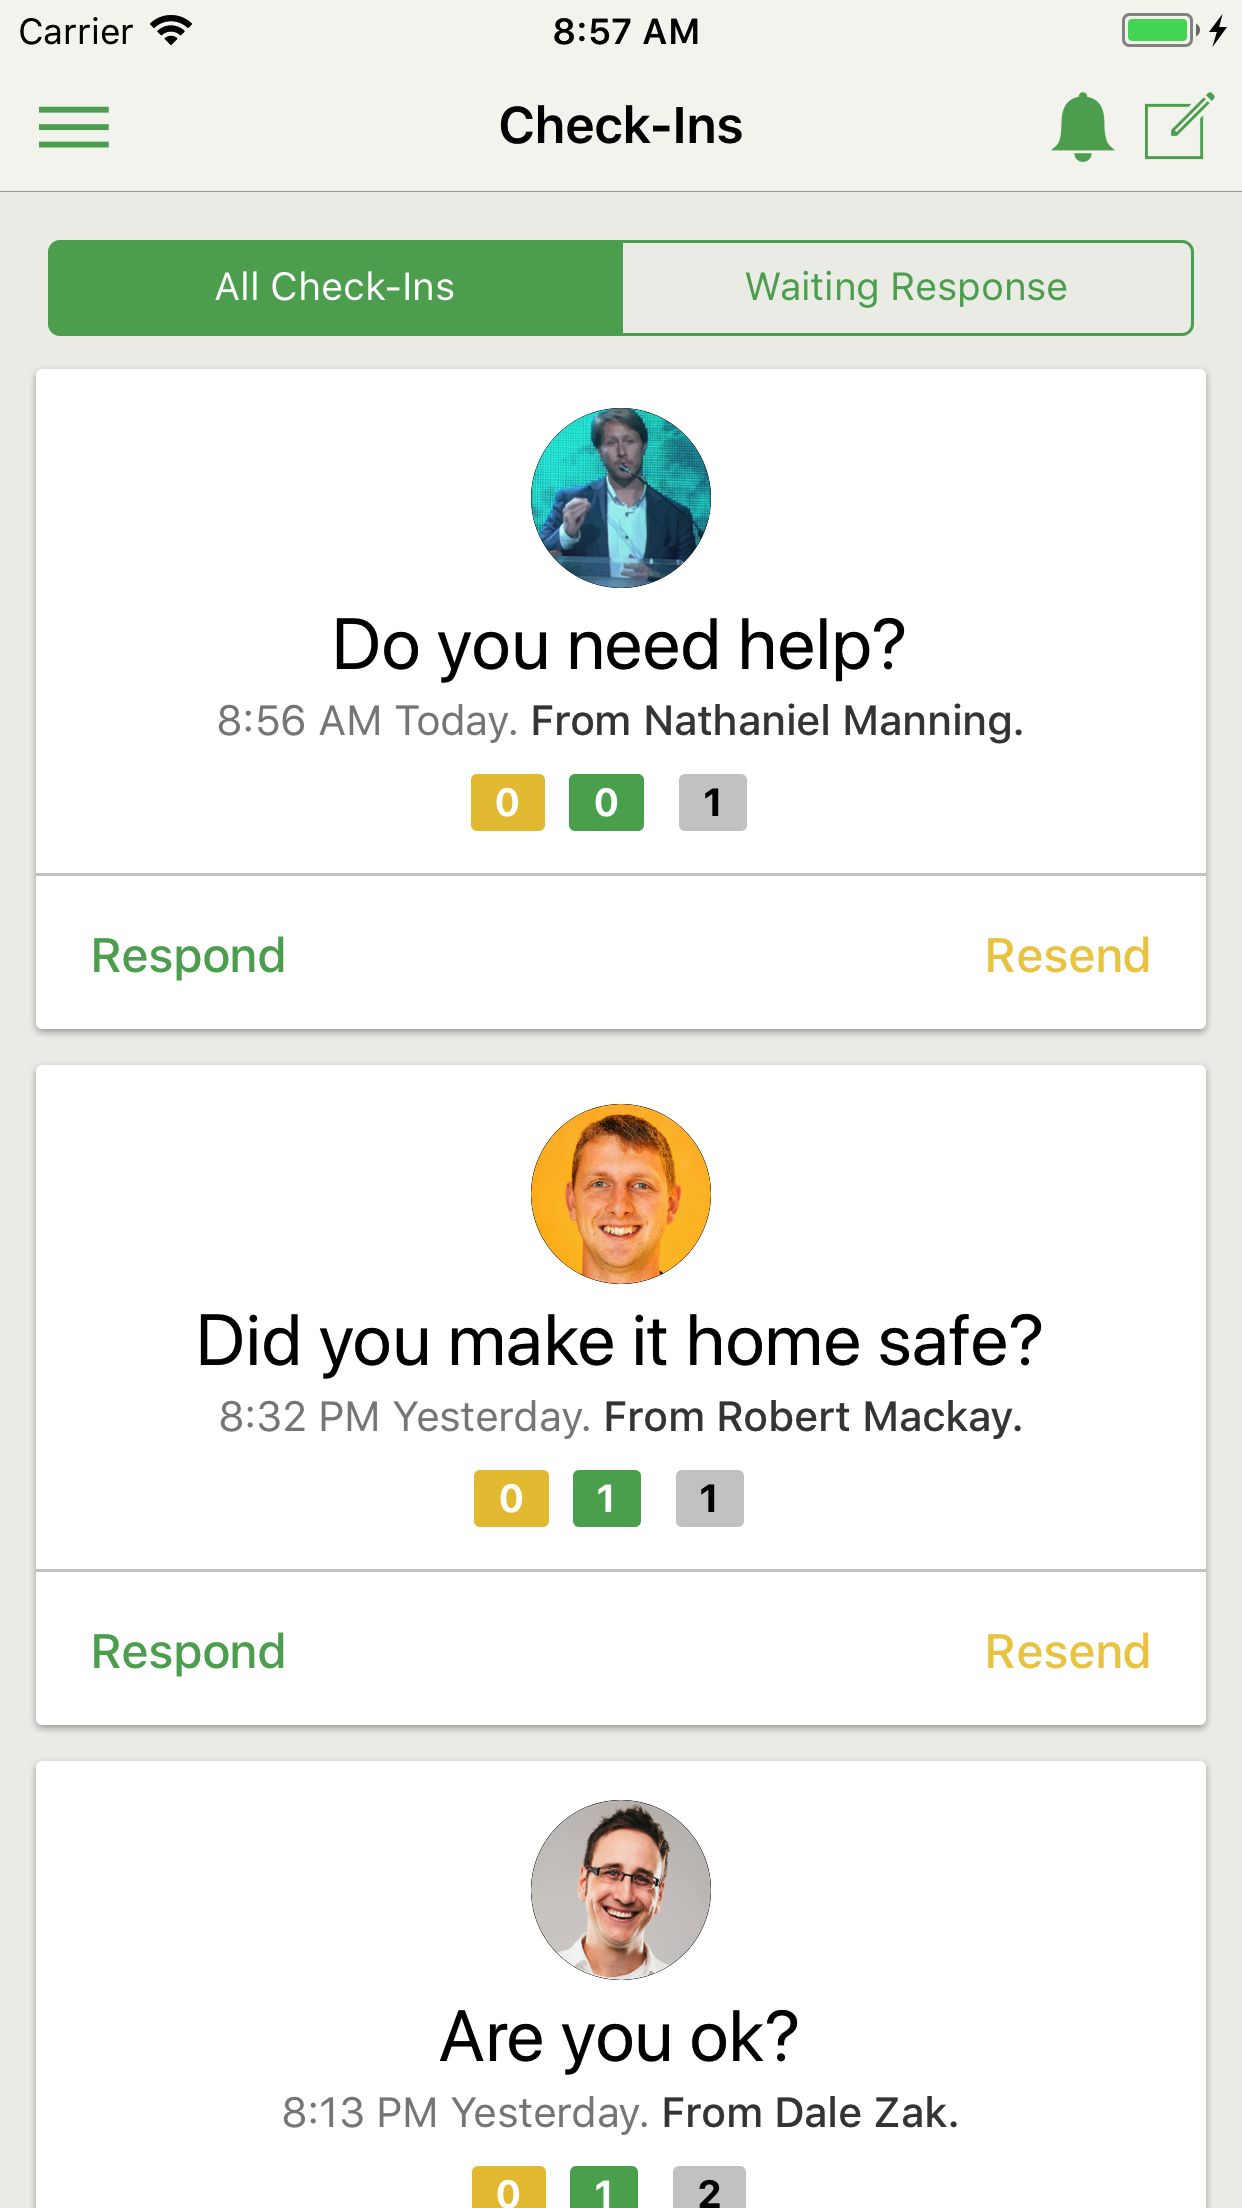 Carrier 8:57 AM
Check-Ins
All Check-Ins Waiting Response
Do you need help?
8:56 AM Today. From Nathaniel Manning.
0 0 1
Respond Resend
Did you make it home safe?
8:32 PM Yesterday. From Robert Mackay.
0 1 1
Respond Resend
Are you ok?
8:13 PM Yesterday. From Dale Zak.
0 1 2